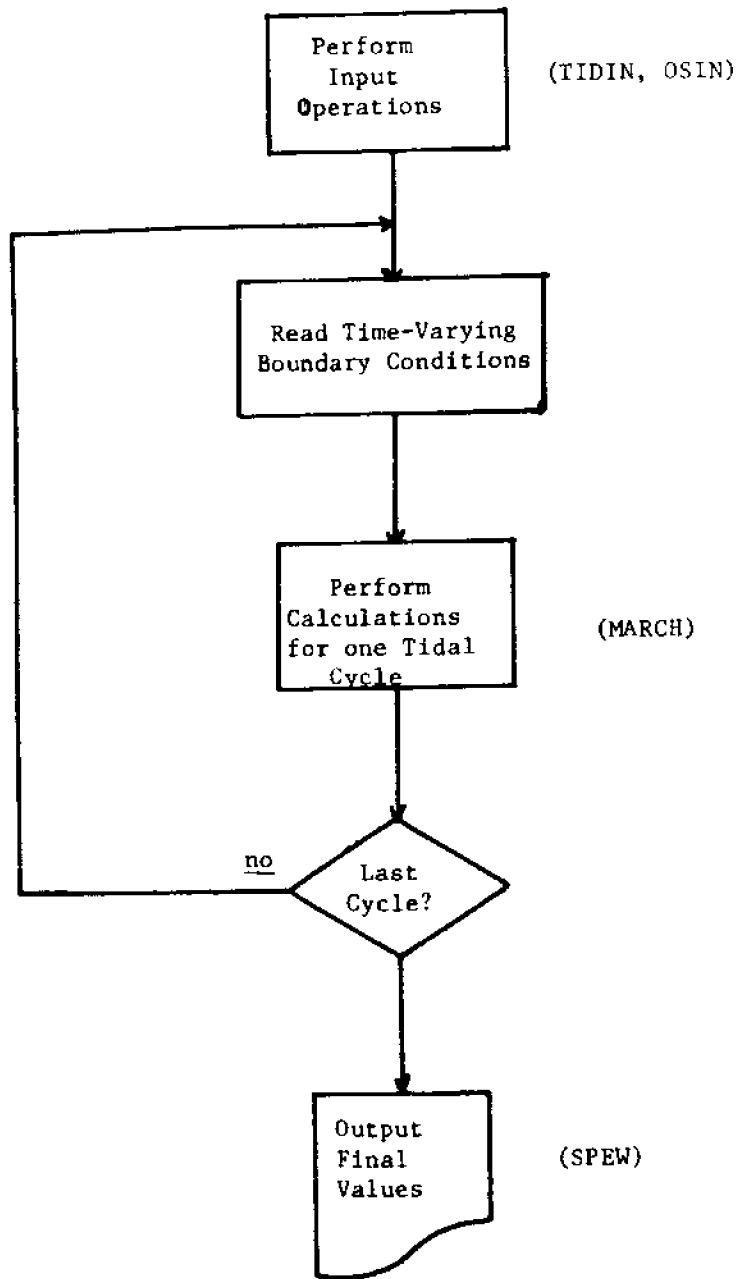 Perform
Input
Operations
(TIDIN, OSIN)
Read Time-Varying
Boundary Conditions
Perform
Calculations
for one Tidal
Cycle
(MARCH)
no
Last
Cycle?
Output
Final
Values
(SPEW)